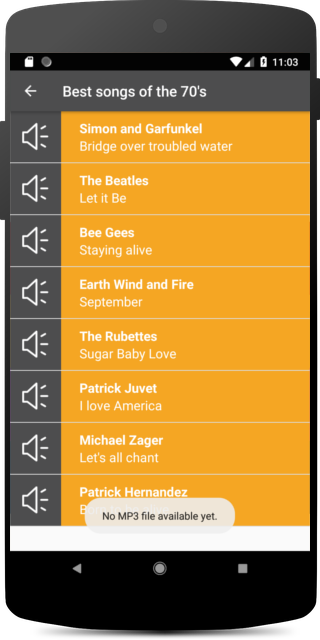 11:03
Best songs of the 70's
Simon and Garfunkel
Bridge over troubled water
The Beatles
Let it Be
Bee Gees
Staying alive
Earth Wind and Fire
September
The Rubettes
Sugar Baby Love
Patrick Juvet
I love America
Michael Zager
Let's all chant
Patrick Hernandez
No MP3 file available yet.